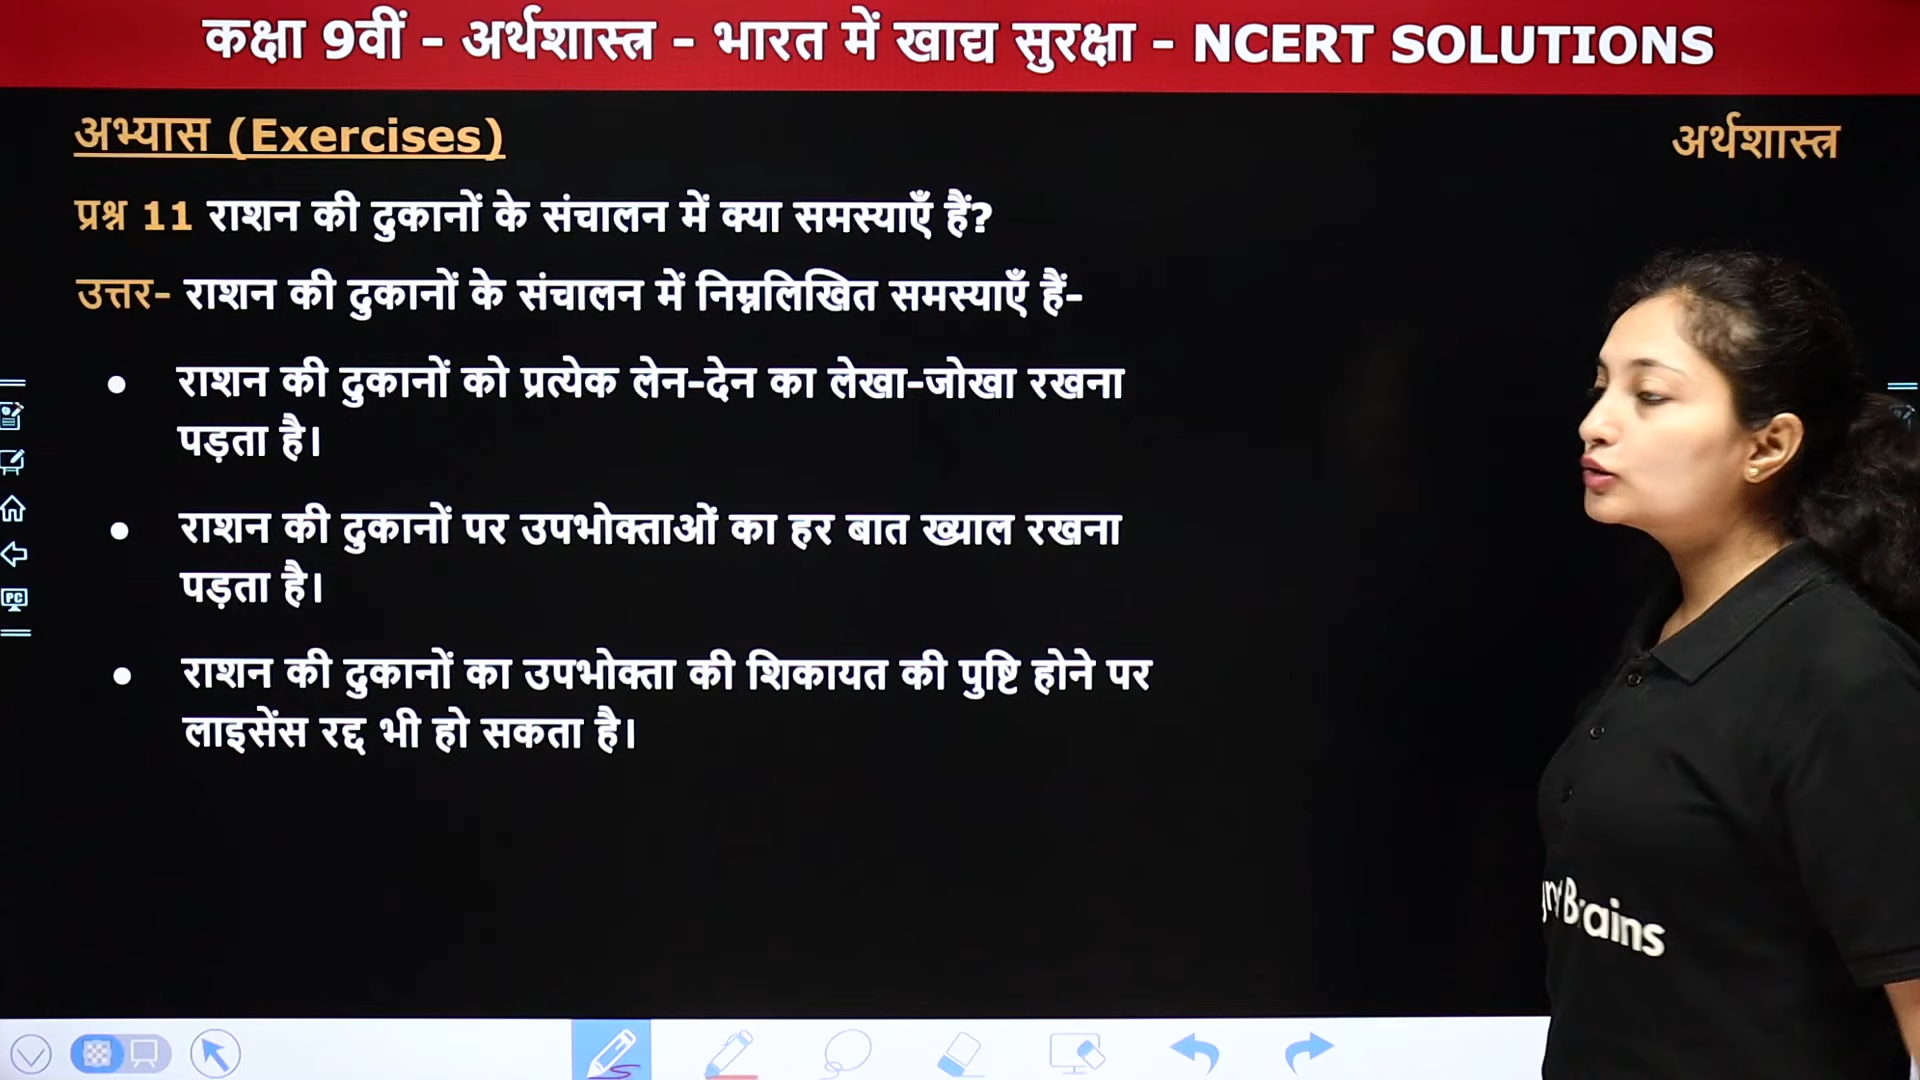 कक्षा 9वीं - अर्थशास्त्र - भारत में खाद्य सुरक्षा - NCERT SOLUTIONS
अभ्यास (Exercises)
अर्थशास्त्र
प्रश्न 11 राशन की दुकानों के संचालन में क्या समस्याएँ हैं?
उत्तर- राशन की दुकानों के संचालन में निम्नलिखित समस्याएँ हैं-
• राशन की दुकानों को प्रत्येक लेन-देन का लेखा-जोखा रखना
पड़ता है।
• राशन की दुकानों पर उपभोक्ताओं का हर बात ख्याल रखना
पड़ता है।
• राशन की दुकानों का उपभोक्ता की शिकायत की पुष्टि होने पर
लाइसेंस रद्द भी हो सकता है।
PC
Brains